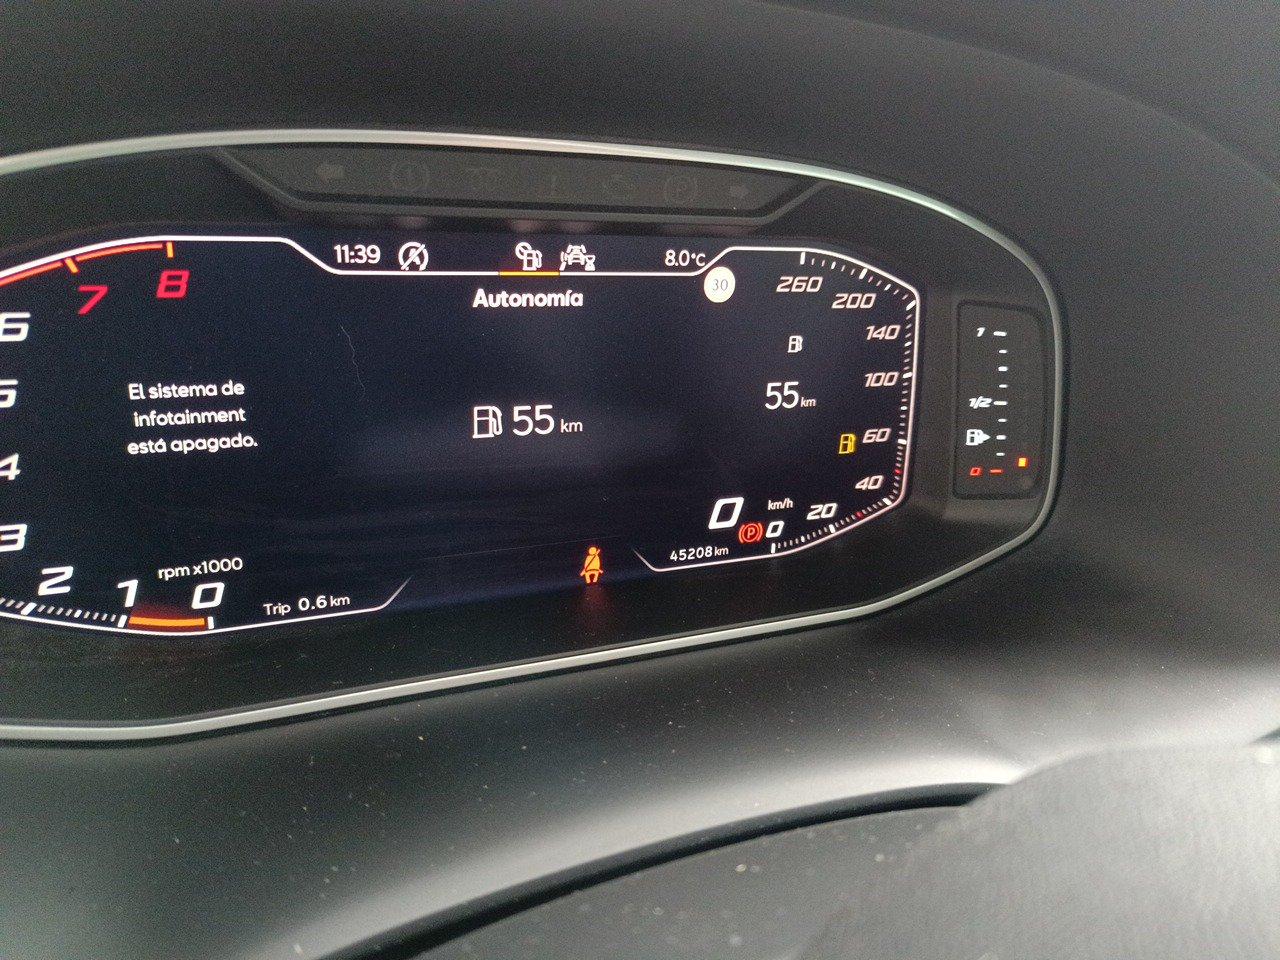 11:39
8.0°C
Autonomía
30
El sistema de
infotainment
está apagado.
55 km
55 km
8
7
6
5
4
3
2
1
0
rpm x1000
Trip 0.6 km
260
200
140
100
60
40
20
0
0 km/h
P
45208 km
1
1/2
0
P